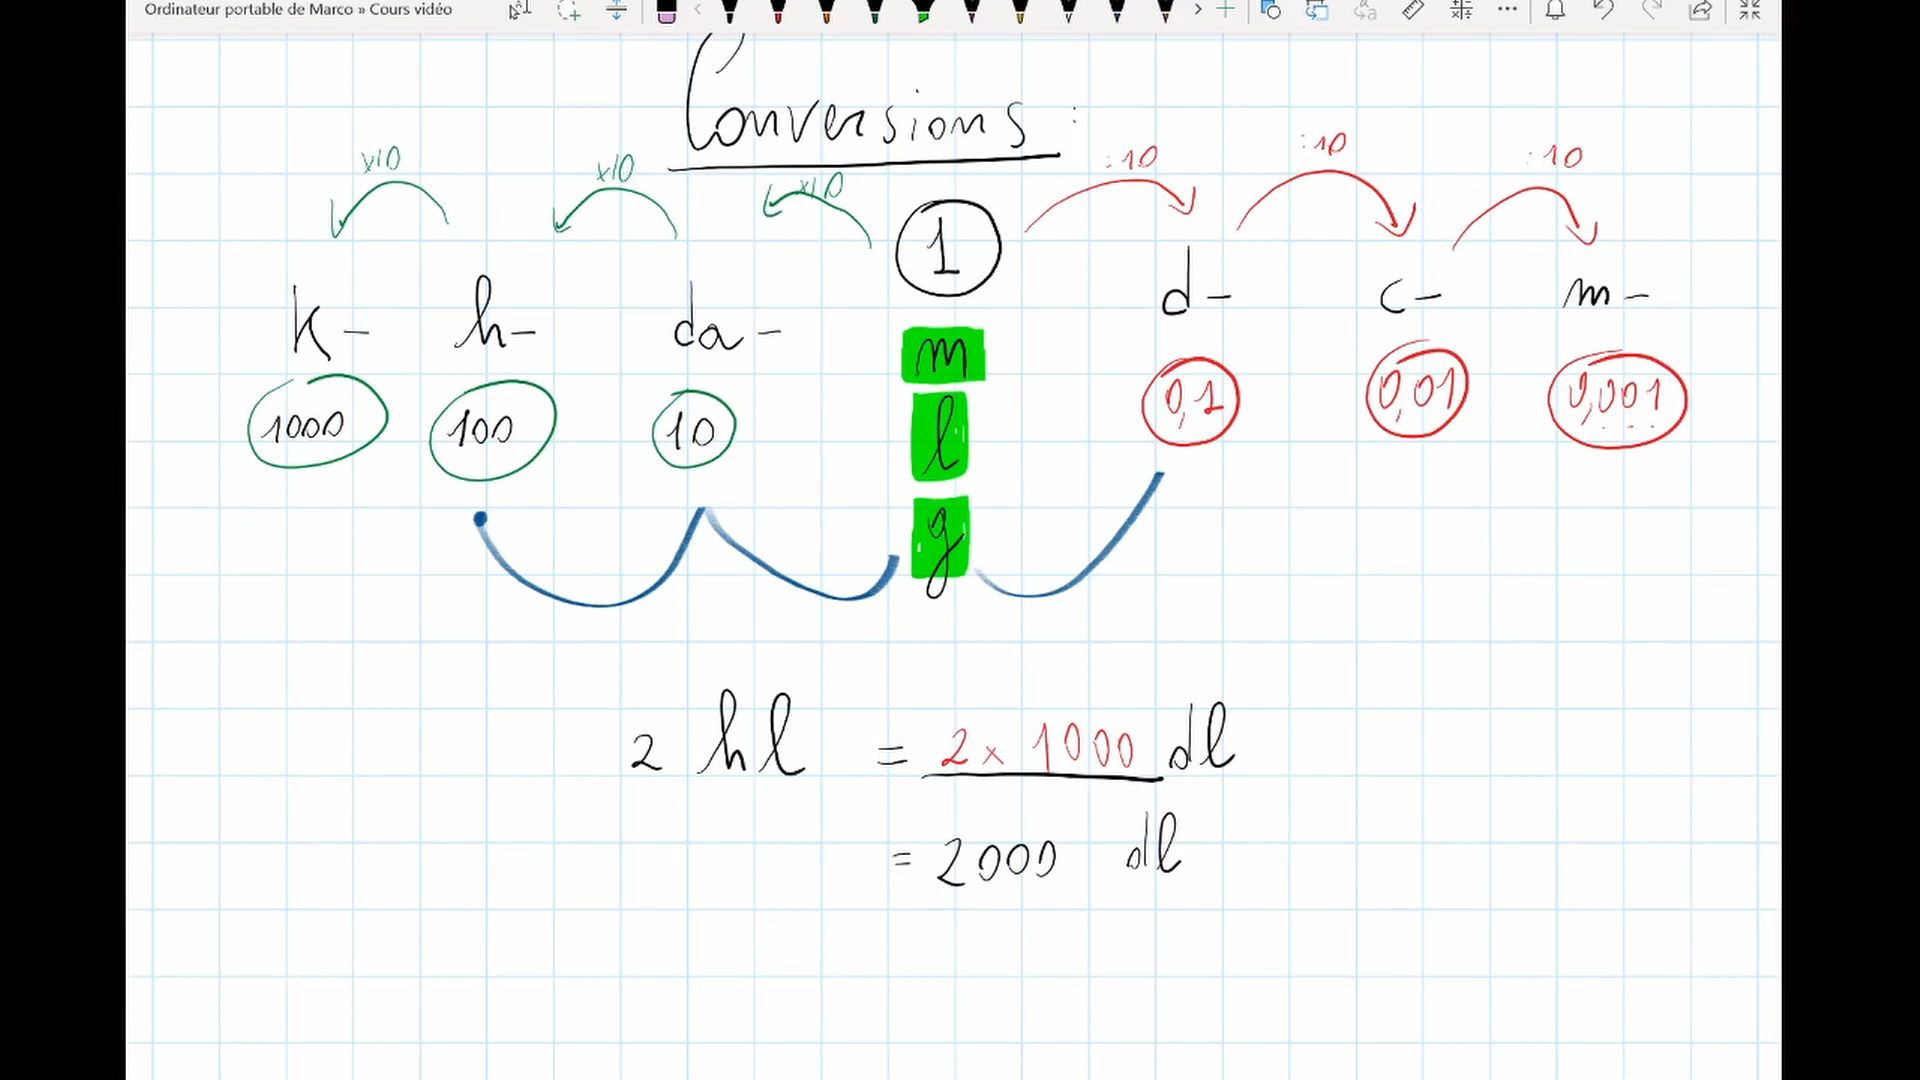 Ordinateur portable de Marco » Cours vidéo
Conversions :
x10 x10 x10 :10 :10 :10
1
k- h- da- d- c- m-
m
1000 100 10 0,1 0,01 0,001
l
g
2 hl = 2 x 1000 dl
= 2000 dl